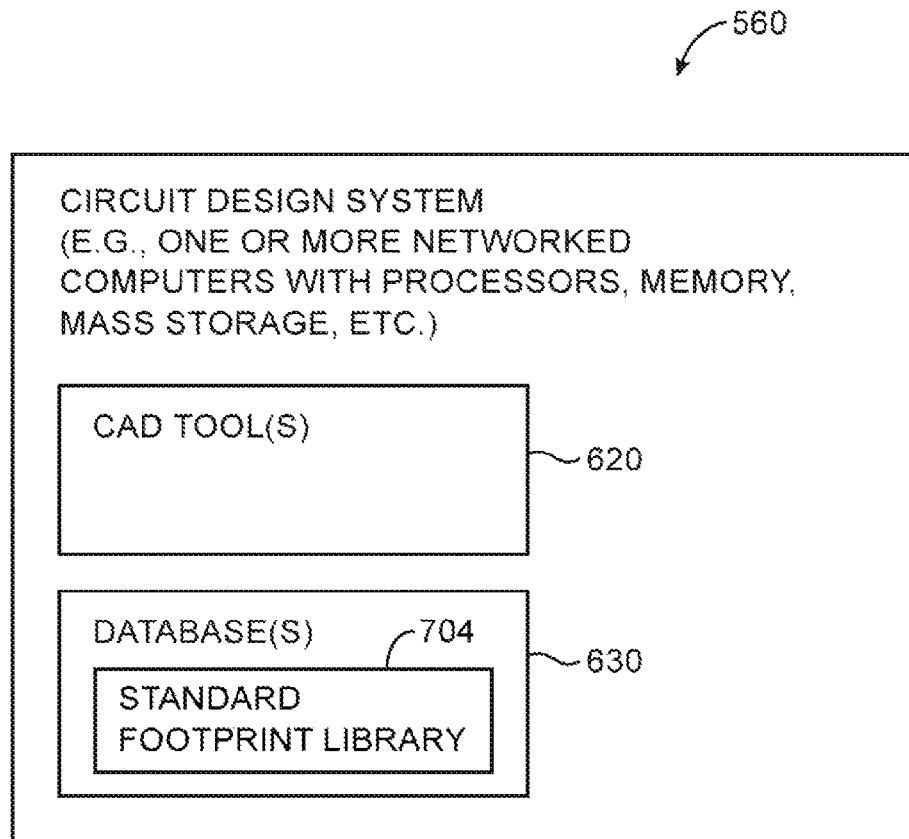 560
CIRCUIT DESIGN SYSTEM
(E.G., ONE OR MORE NETWORKED
COMPUTERS WITH PROCESSORS, MEMORY,
MASS STORAGE, ETC.)
CAD TOOL(S)
620
DATABASE(S)
704
630
STANDARD
FOOTPRINT LIBRARY